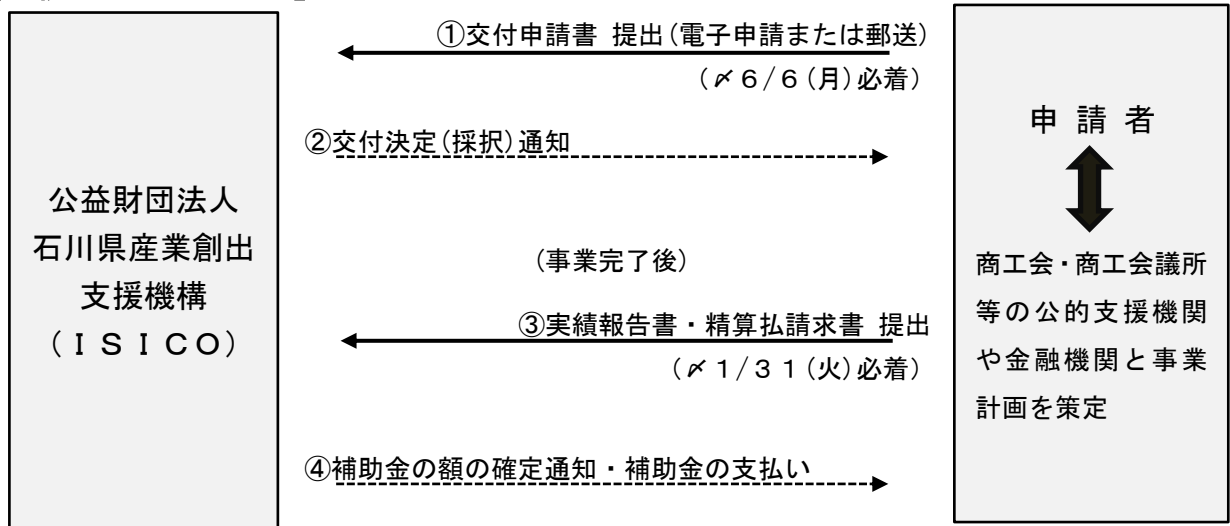 公益財団法人
石川県産業創出
支援機構
(ISICO)
①交付申請書 提出(電子申請または郵送)
(〆6/6(月)必着)
②交付決定(採択)通知
(事業完了後)
③実績報告書・精算払請求書 提出
(〆1/31(火)必着)
④補助金の額の確定通知・補助金の支払い
申請者
商工会・商工会議所
等の公的支援機関
や金融機関と事業
計画を策定